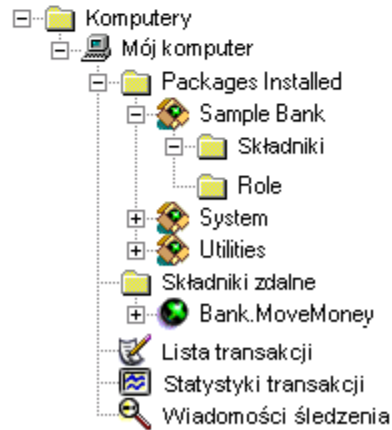 Komputery
Mój komputer
Packages Installed
Sample Bank
Składniki
Role
System
Utilities
Składniki zdalne
Bank.MoveMoney
Lista transakcji
Statystyki transakcji
Wiadomości śledzenia